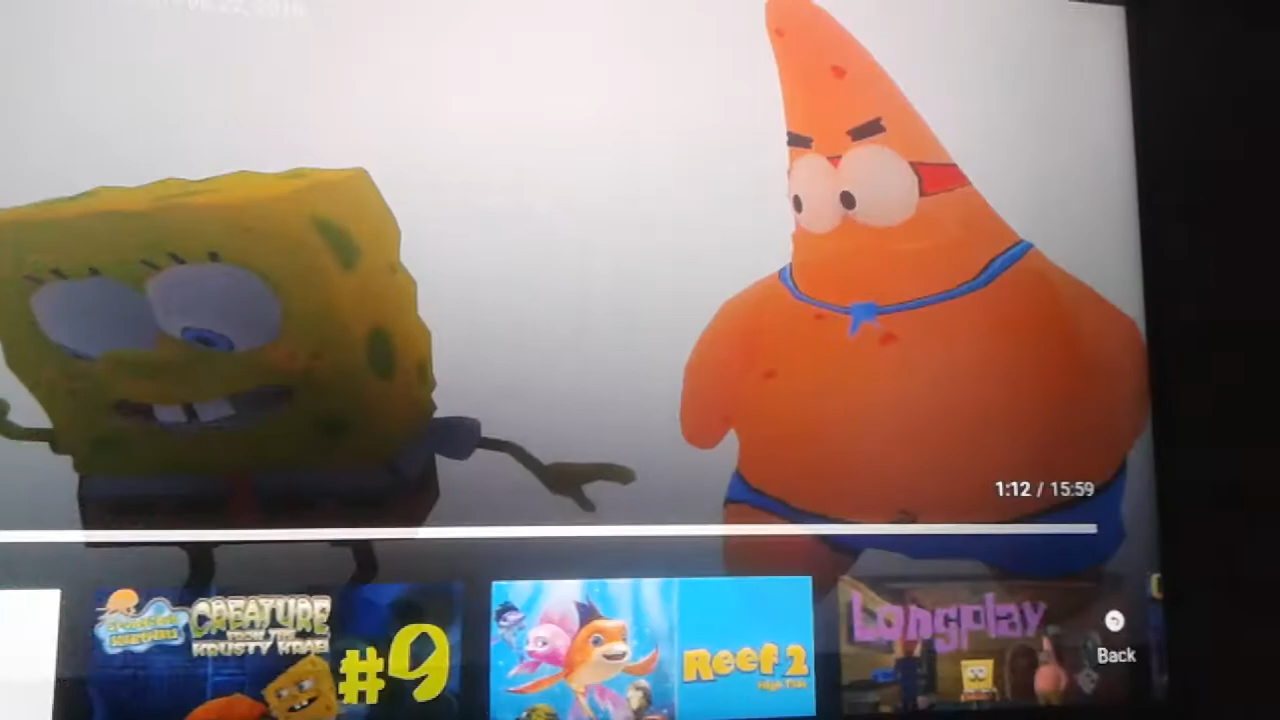 1:12 / 15:59
SPONGEBOB
SQUAREPANTS
CREATURE
FROM THE
KRUSTY KRAB
#9
Reef 2
High Tide
Longplay
Back